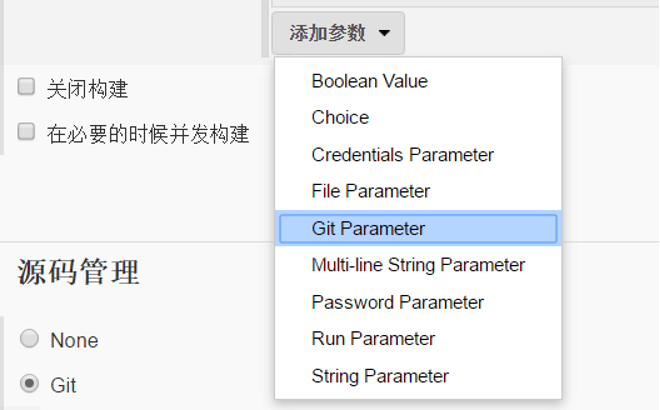 添加参数
Boolean Value
关闭构建
Choice
在必要的时候并发构建
Credentials Parameter
File Parameter
Git Parameter
源码管理
Multi-line String Parameter
Password Parameter
None
Run Parameter
Git
String Parameter